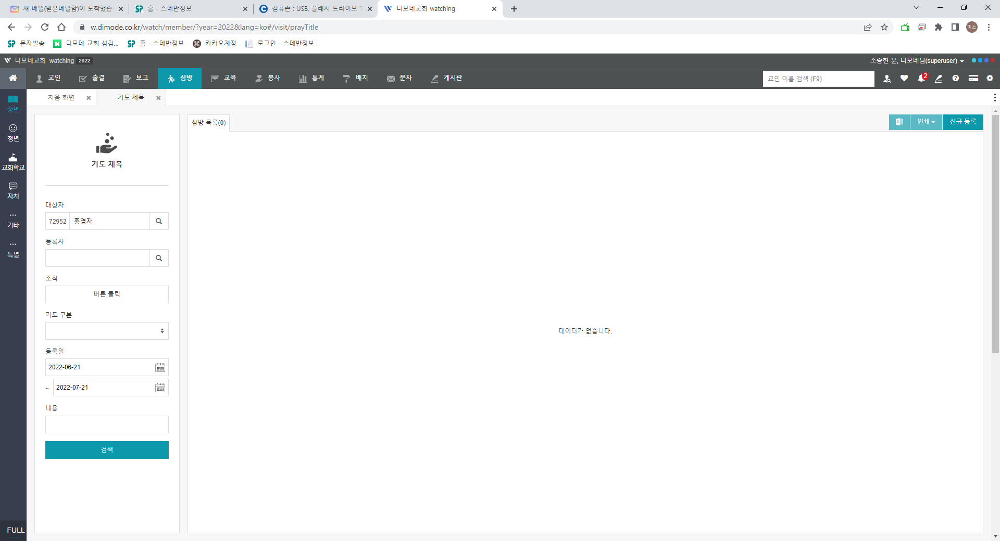 새 메일(받은메일함)이 도착했습
홈 - 스데반정보
컴퓨존 : USB, 플래시 드라이브 T
디모데교회 watching
w.dimode.co.kr/watch/member/?year=2022&lang=ko#/visit/prayTitle
미소
문자발송
디모데 교회 섬김...
홈 - 스데반정보
카카오계정
로그인 - 스데반정보
디모데교회 watching 2022
소중한 분, 디모데님(superuser)
교인
출결
보고
심방
교육
봉사
통계
배치
문자
게시판
교인 이름 검색 (F9)
2
장년
청년
교회학교
자치
기타
특별
FULL
처음 화면
기도 제목
기도 제목
대상자
72952 홍영자
등록자
조직
버튼 클릭
기도 구분
등록일
2022-06-21
~ 2022-07-21
내용
검색
심방 목록(0)
인쇄
신규 등록
데이터가 없습니다.